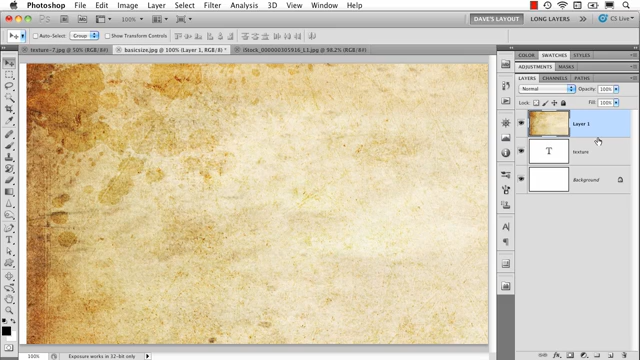 Photoshop File Edit Image Layer Select Filter Analysis 3D View Window Help
Ps Mb 100% DAVE'S LAYOUT LONG LAYERS CS Live
Auto-Select: Group Show Transform Controls
texture-7.jpg @ 50% (RGB/8#) basicsize.jpg @ 100% (Layer 1, RGB/8) * iStock_000000305916_L1.jpg @ 98.2% (RGB/8#)
COLOR SWATCHES STYLES
ADJUSTMENTS MASKS
LAYERS CHANNELS PATHS
Normal Opacity: 100%
Lock: Fill: 100%
Layer 1
T texture
Background
100% Exposure works in 32-bit only